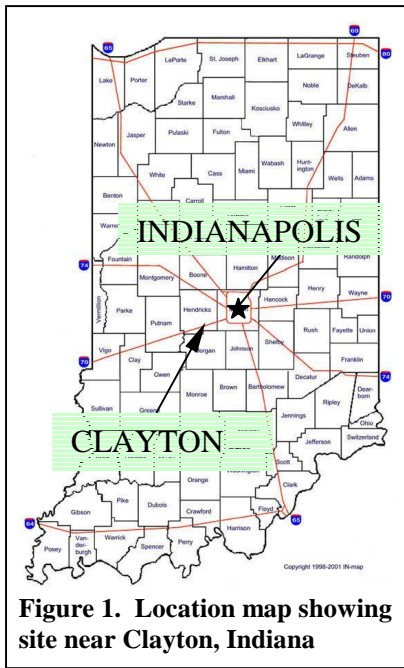 69
65
80
LaPorte
St. Joseph
Elkhart
LaGrange
Steuben
Lake
Porter
Noble
DeKalb
Starke
Marshall
Kosciusko
Whitley
Allen
Newton
Jasper
Pulaski
Fulton
Wabash
Hunt-
ington
White
Cass
Miami
Wells
Adams
Benton
Carroll
INDIANAPOLIS
Randolph
Fountain
Hamilton
74
Montgomery
Boone
Vermillion
Parke
Putnam
Hendricks
Hancock
Henry
Wayne
70
Rush
Fayette
Union
Shelby
Johnson
Morgan
70
Vigo
Clay
Owen
Franklin
74
Decatur
Monroe
Brown
Bartholomew
Dear-
born
Sullivan
Ripley
Jennings
Ohio
Switzerland
Jefferson
CLAYTON
Scott
Clark
Orange
Pike
Dubois
Gibson
Crawford
Floyd
Harrison
64
65
Posey
Van-
der-
burgh
Warrick
Spencer
Perry
Copyright 1998-2001 IN-map
Figure 1. Location map showing
site near Clayton, Indiana